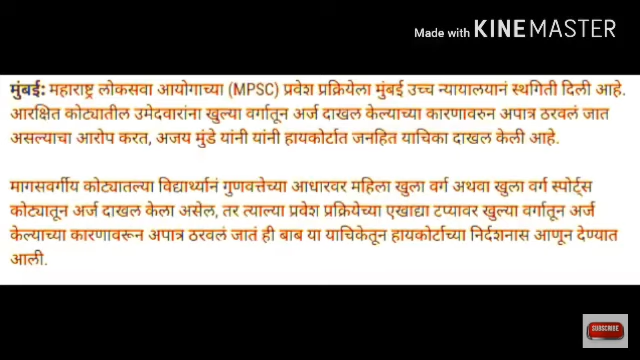 Made with KINEMASTER
मुंबई: महाराष्ट्र लोकसवा आयोगाच्या (MPSC) प्रवेश प्रक्रियेला मुंबई उच्च न्यायालयानं स्थगिती दिली आहे.
आरक्षित कोट्यातील उमेदवारांना खुल्या वर्गातून अर्ज दाखल केल्याच्या कारणावरुन अपात्र ठरवलं जात
असल्याचा आरोप करत, अजय मुंडे यांनी यांनी हायकोर्टात जनहित याचिका दाखल केली आहे.
मागसवर्गीय कोट्यातल्या विद्यार्थ्यानं गुणवत्तेच्या आधारवर महिला खुला वर्ग अथवा खुला वर्ग स्पोर्ट्स
कोट्यातून अर्ज दाखल केला असेल, तर त्याल्या प्रवेश प्रक्रियेच्या एखाद्या टप्यावर खुल्या वर्गातून अर्ज
केल्याच्या कारणावरून अपात्र ठरवलं जातं ही बाब या याचिकेतून हायकोर्टाच्या निर्दशनास आणून देण्यात
आली.
SUBSCRIBE